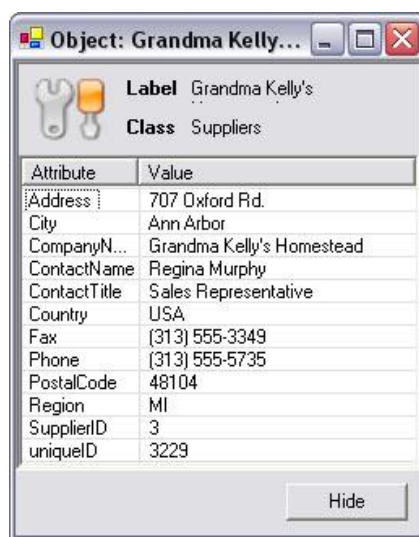 Object: Grandma Kelly...
Label Grandma Kelly's
Class Suppliers
Attribute Value
Address 707 Oxford Rd.
City Ann Arbor
CompanyN... Grandma Kelly's Homestead
ContactName Regina Murphy
ContactTitle Sales Representative
Country USA
Fax (313) 555-3349
Phone (313) 555-5735
PostalCode 48104
Region MI
SupplierID 3
uniqueID 3229
Hide